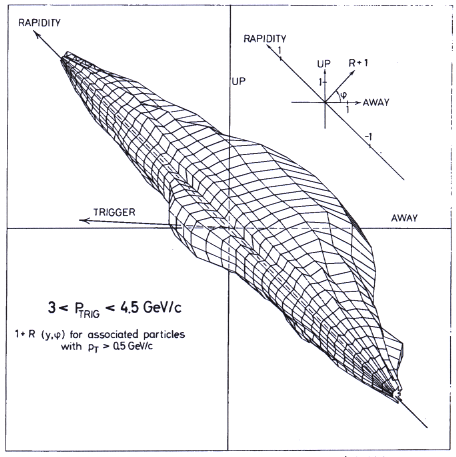 RAPIDITY
UP
RAPIDITY
1
UP
R+1
1
φ
AWAY
1
-1
TRIGGER
AWAY
3 < P_TRIG < 4.5 GeV/c
1+R (y,φ) for associated particles
with p_T > 0.5 GeV/c